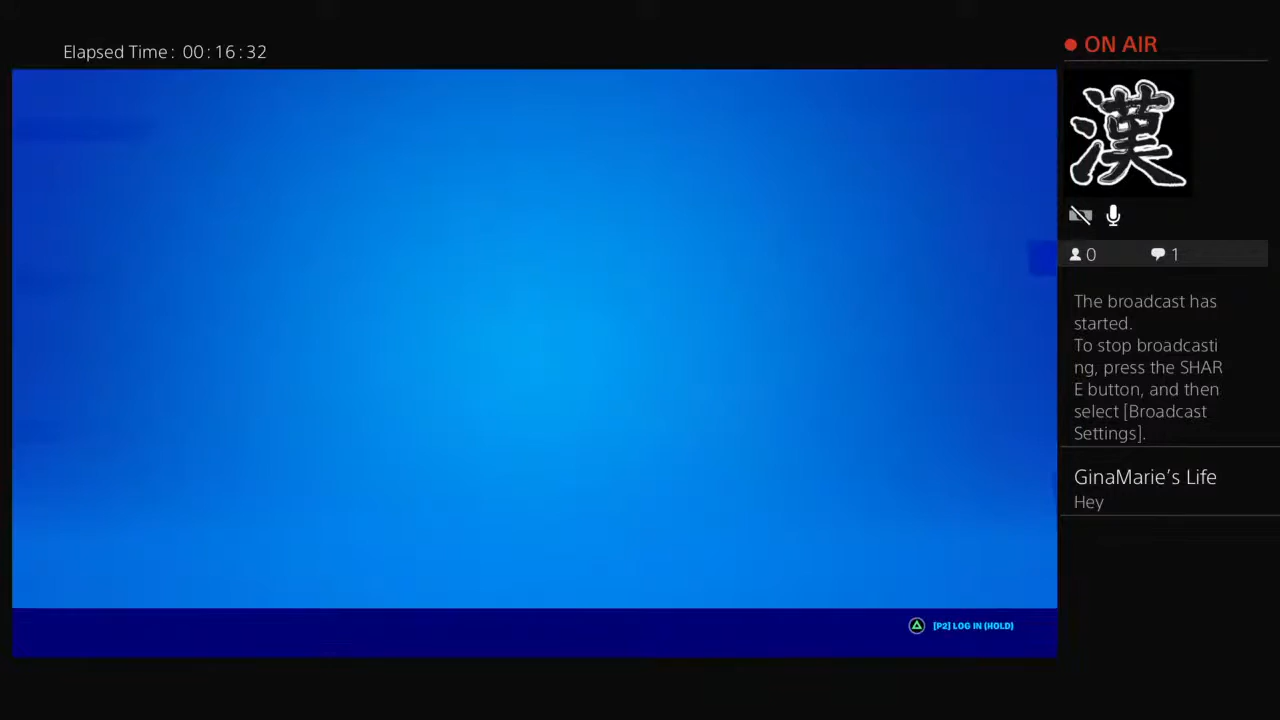 Elapsed Time: 00:16:32
ON AIR
漢
0 1
The broadcast has
started.
To stop broadcasti
ng, press the SHAR
E button, and then
select [Broadcast
Settings].
GinaMarie's Life
Hey
[P2] LOG IN (HOLD)